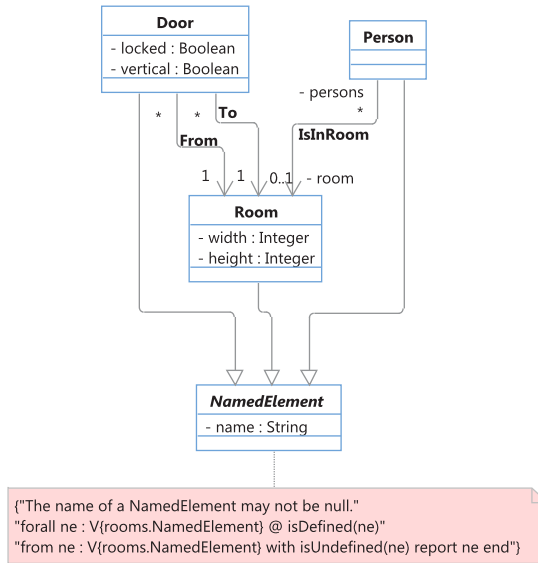 Door
- locked : Boolean
- vertical : Boolean
Person
- persons
*
* * To
From
IsInRoom
1 1 0..1 - room
Room
- width : Integer
- height : Integer
NamedElement
- name : String
{"The name of a NamedElement may not be null."
"forall ne : V{rooms.NamedElement} @ isDefined(ne)"
"from ne : V{rooms.NamedElement} with isUndefined(ne) report ne end"}